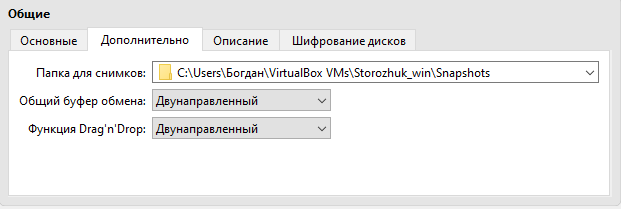 Общие
Основные Дополнительно Описание Шифрование дисков
Папка для снимков: C:\Users\Богдан\VirtualBox VMs\Storozhuk_win\Snapshots
Общий буфер обмена: Двунаправленный
Функция Drag'n'Drop: Двунаправленный